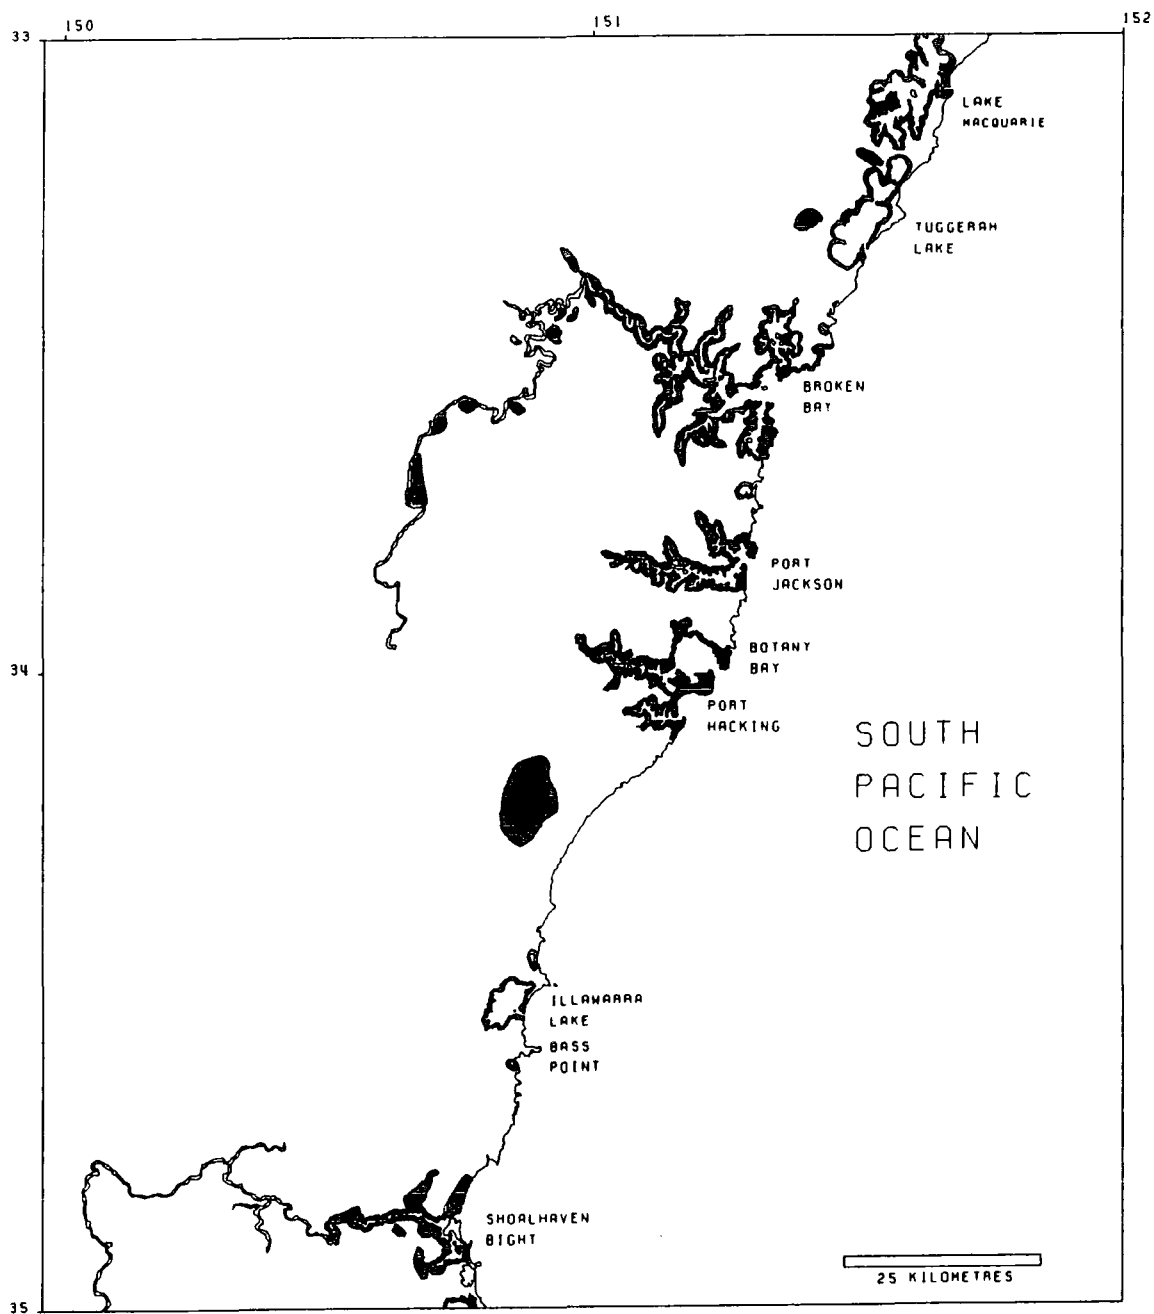 150
151
152
33
LAKE
MACQUARIE
TUGGERAH
LAKE
BROKEN
BAY
PORT
JACKSON
BOTANY
BAY
34
PORT
HACKING
SOUTH
PACIFIC
OCEAN
ILLAWARRA
LAKE
BASS
POINT
SHOALHAVEN
BIGHT
25 KILOMETRES
35